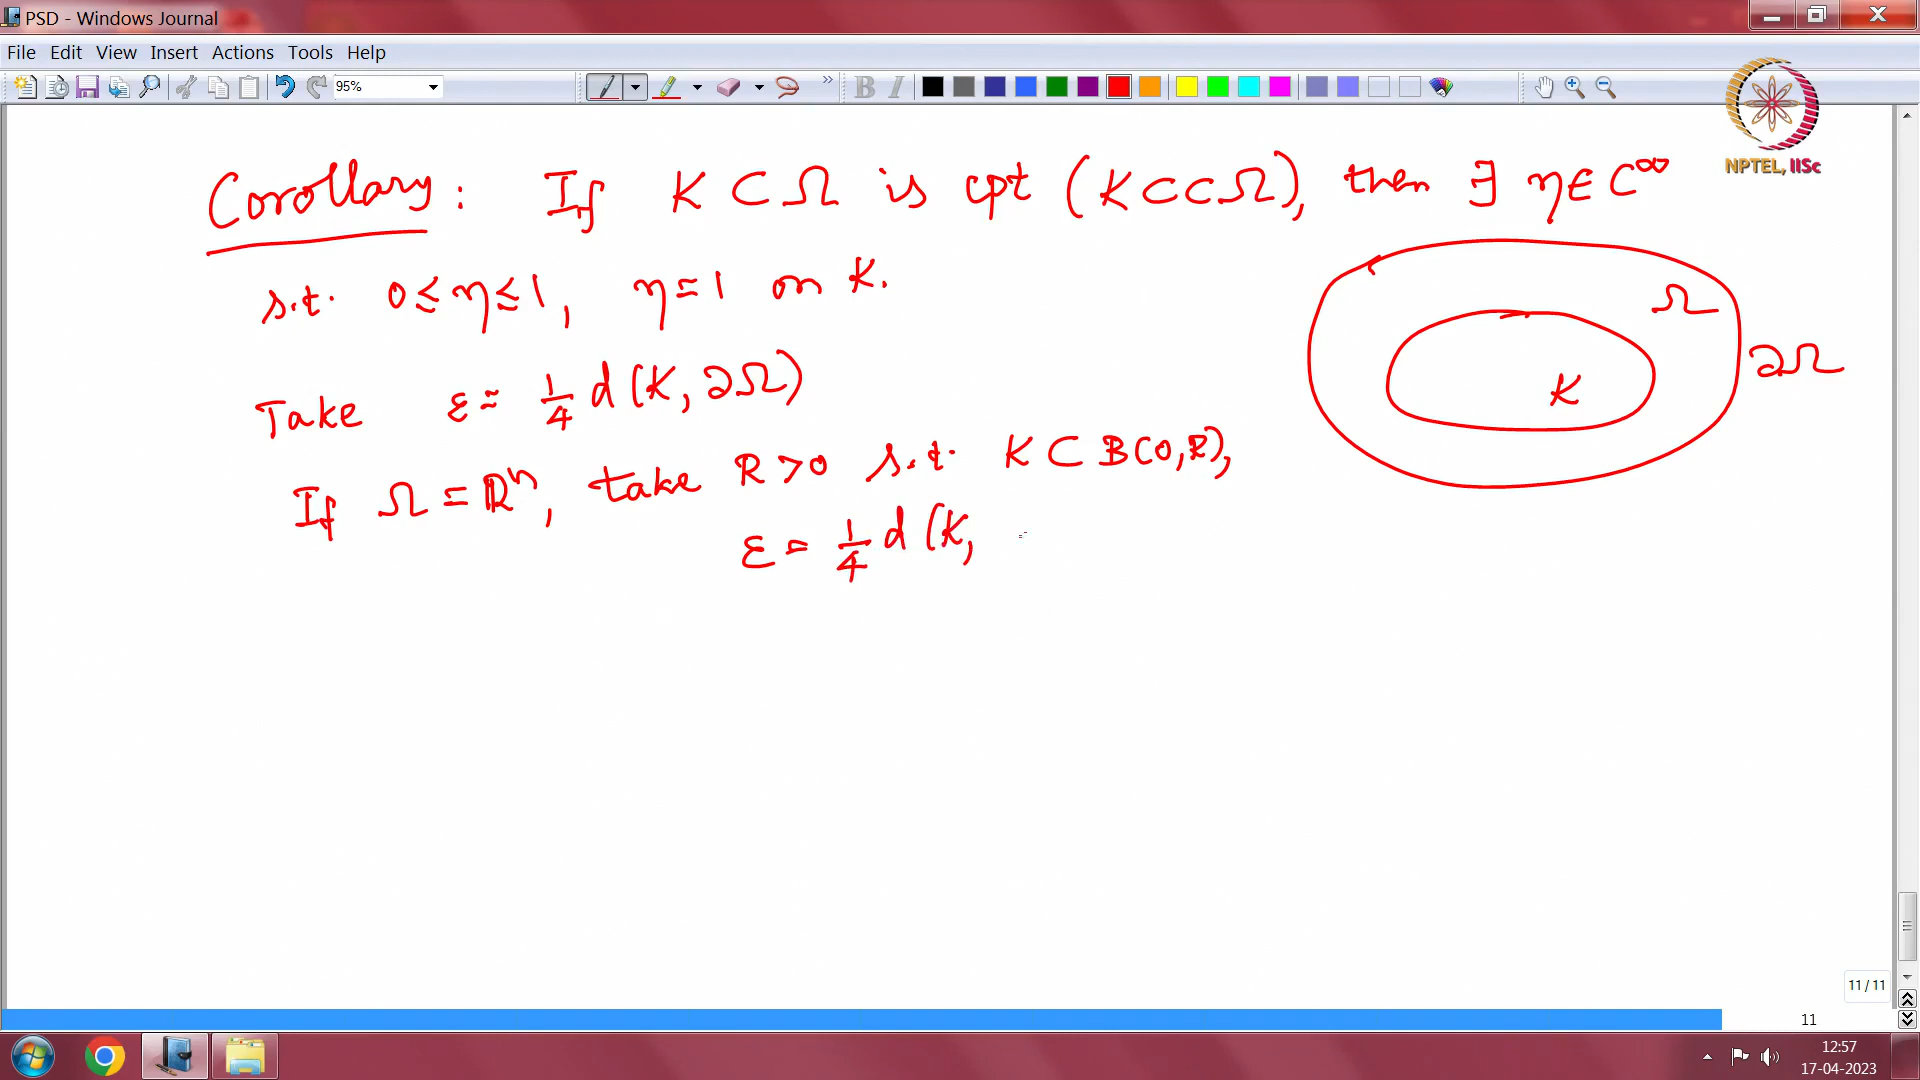 PSD - Windows Journal
File Edit View Insert Actions Tools Help
95%
NPTEL, IISc
Corollary : If K ⊂ Ω is cpt (K ⊂⊂ Ω), then ∃ η ∈ C^∞
s.t. 0 ≤ η ≤ 1, η = 1 on K.
Ω
∂Ω
K
Take ε = 1/4 d (K, ∂Ω)
If Ω = ℝⁿ, take R > 0 s.t. K ⊂ B(0, R),
ε = 1/4 d (K,
11 / 11
11
12:57
17-04-2023